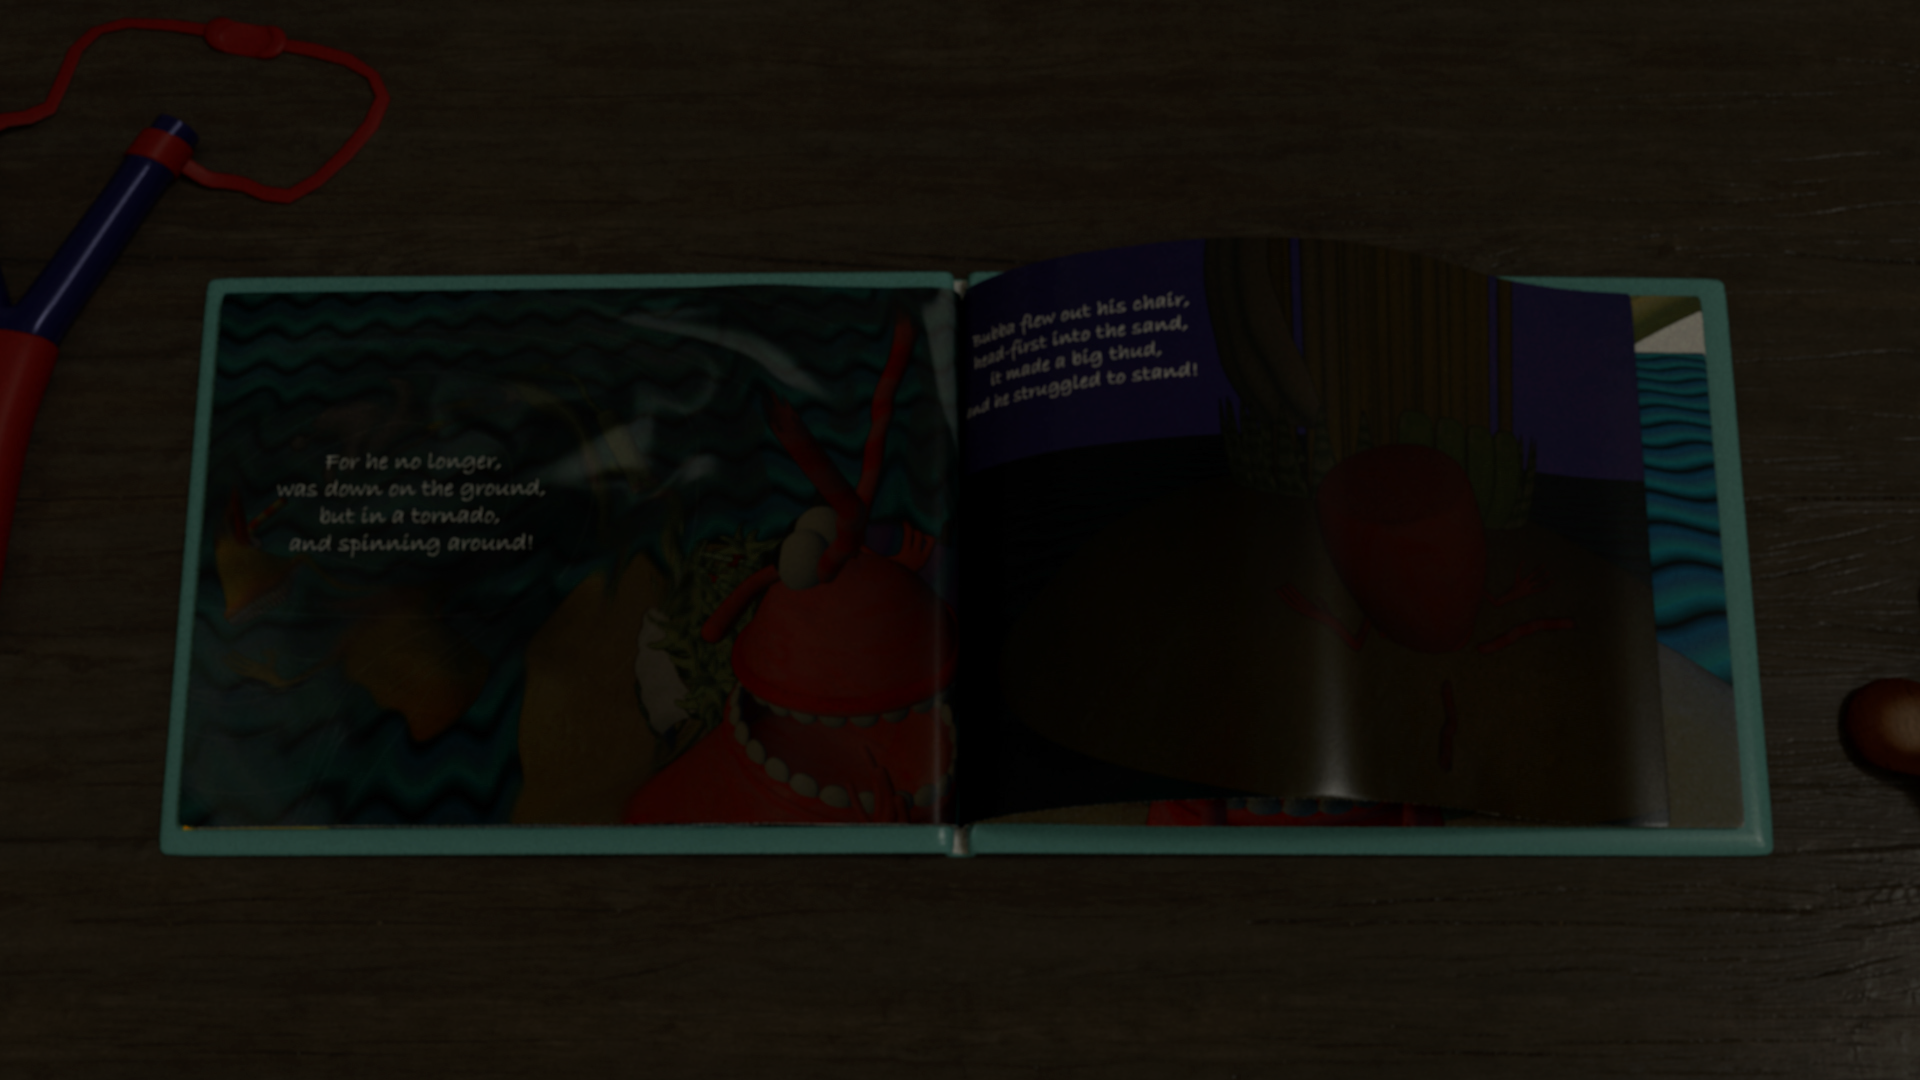 For he no longer,
was down on the ground,
but in a tornado,
and spinning around!
Bubba flew out his chair,
head-first into the sand,
it made a big thud,
and he struggled to stand!